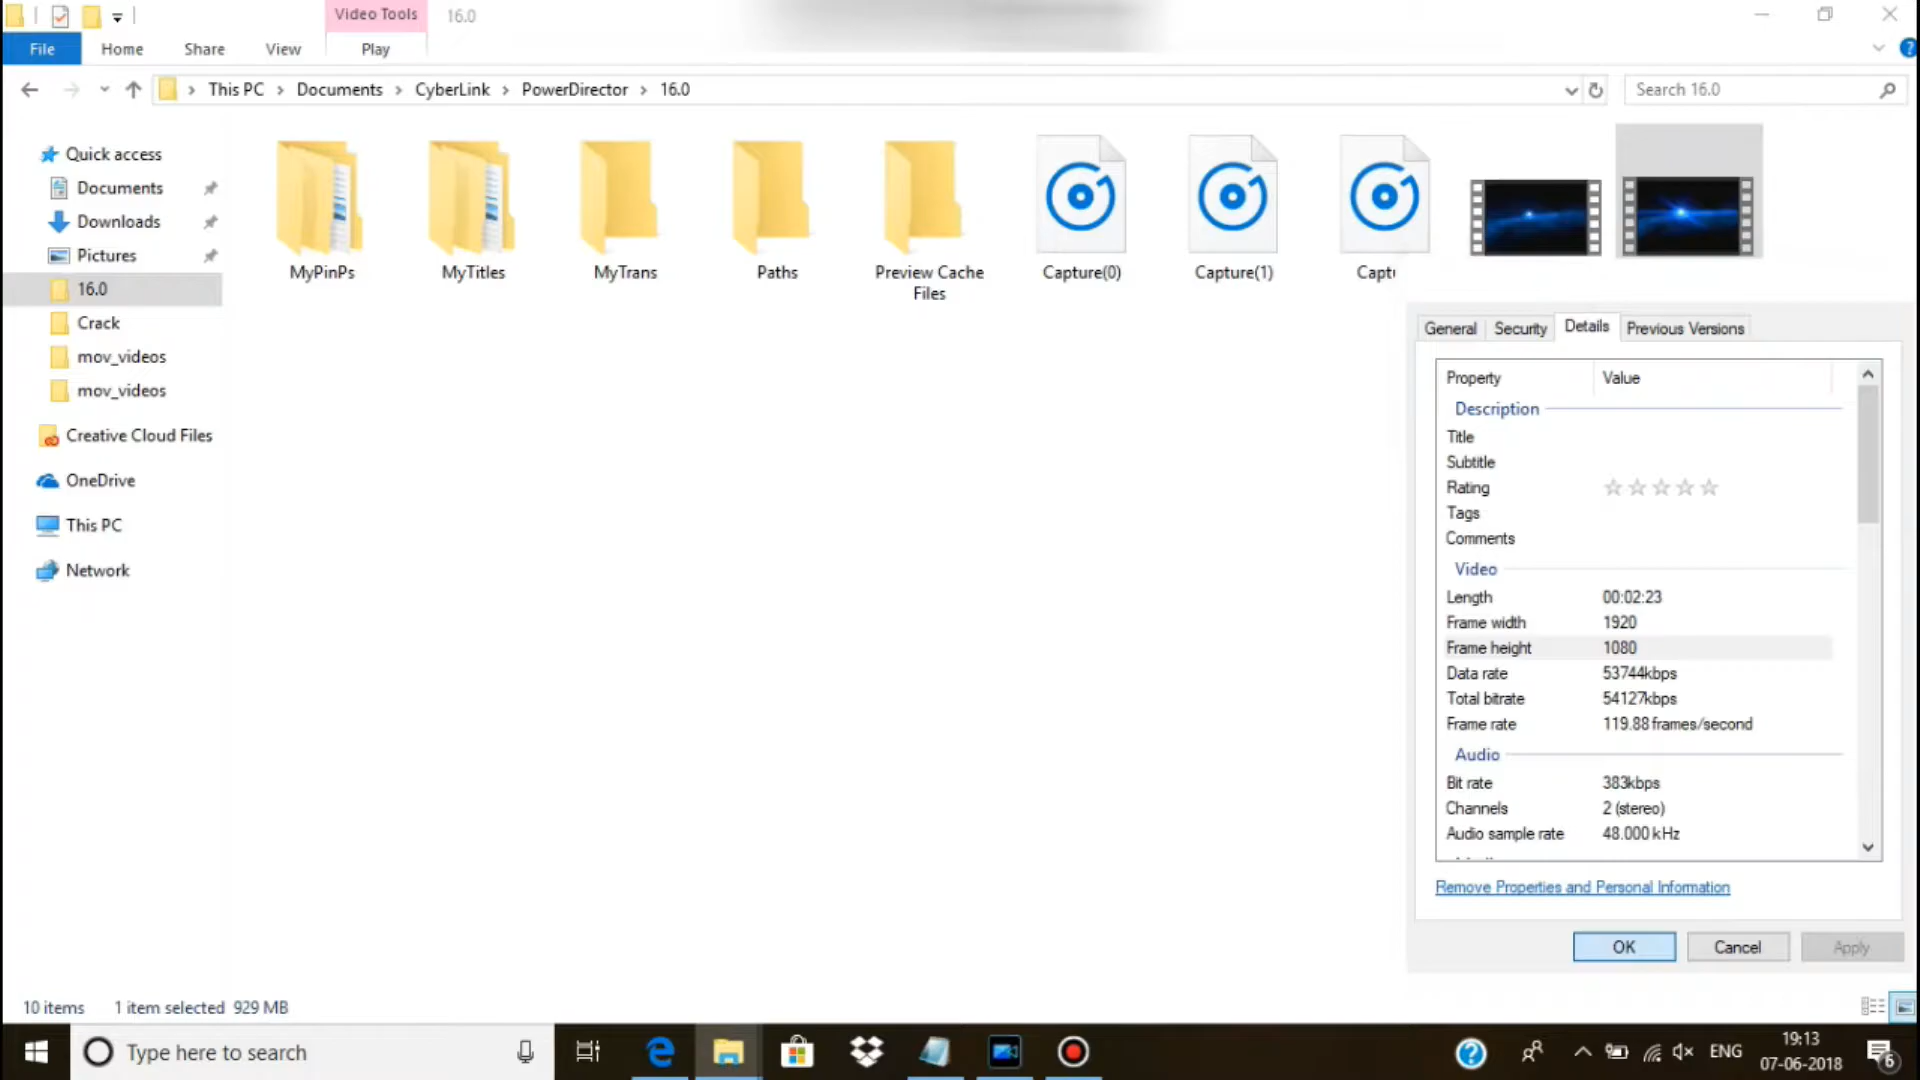 Video Tools
16.0
File
Home
Share
View
Play
This PC
Documents
CyberLink
PowerDirector
16.0
Search 16.0
Quick access
Documents
Downloads
Pictures
16.0
Crack
mov_videos
mov_videos
Creative Cloud Files
OneDrive
This PC
Network
MyPinPs
MyTitles
MyTrans
Paths
Preview Cache
Files
Capture(0)
Capture(1)
General
Security
Details
Previous Versions
Property
Value
Description
Title
Subtitle
Rating
Tags
Comments
Video
Length 00:02:23
Frame width 1920
Frame height 1080
Data rate 53744kbps
Total bitrate 54127kbps
Frame rate 119.88 frames/second
Audio
Bit rate 383kbps
Channels 2 (stereo)
Audio sample rate 48.000 kHz
Remove Properties and Personal Information
OK
Cancel
Apply
10 items
1 item selected 929 MB
Type here to search
ENG
19:13
07-06-2018
6